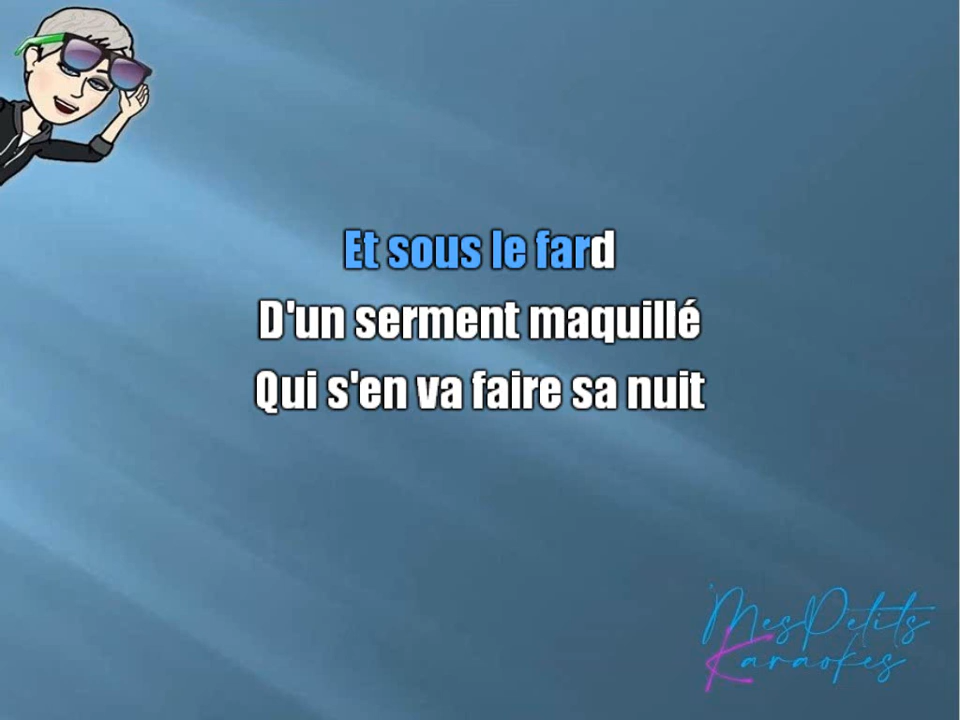 Et sous le fard
D'un serment maquillé
Qui s'en va faire sa nuit
MesPetits
Karaokes